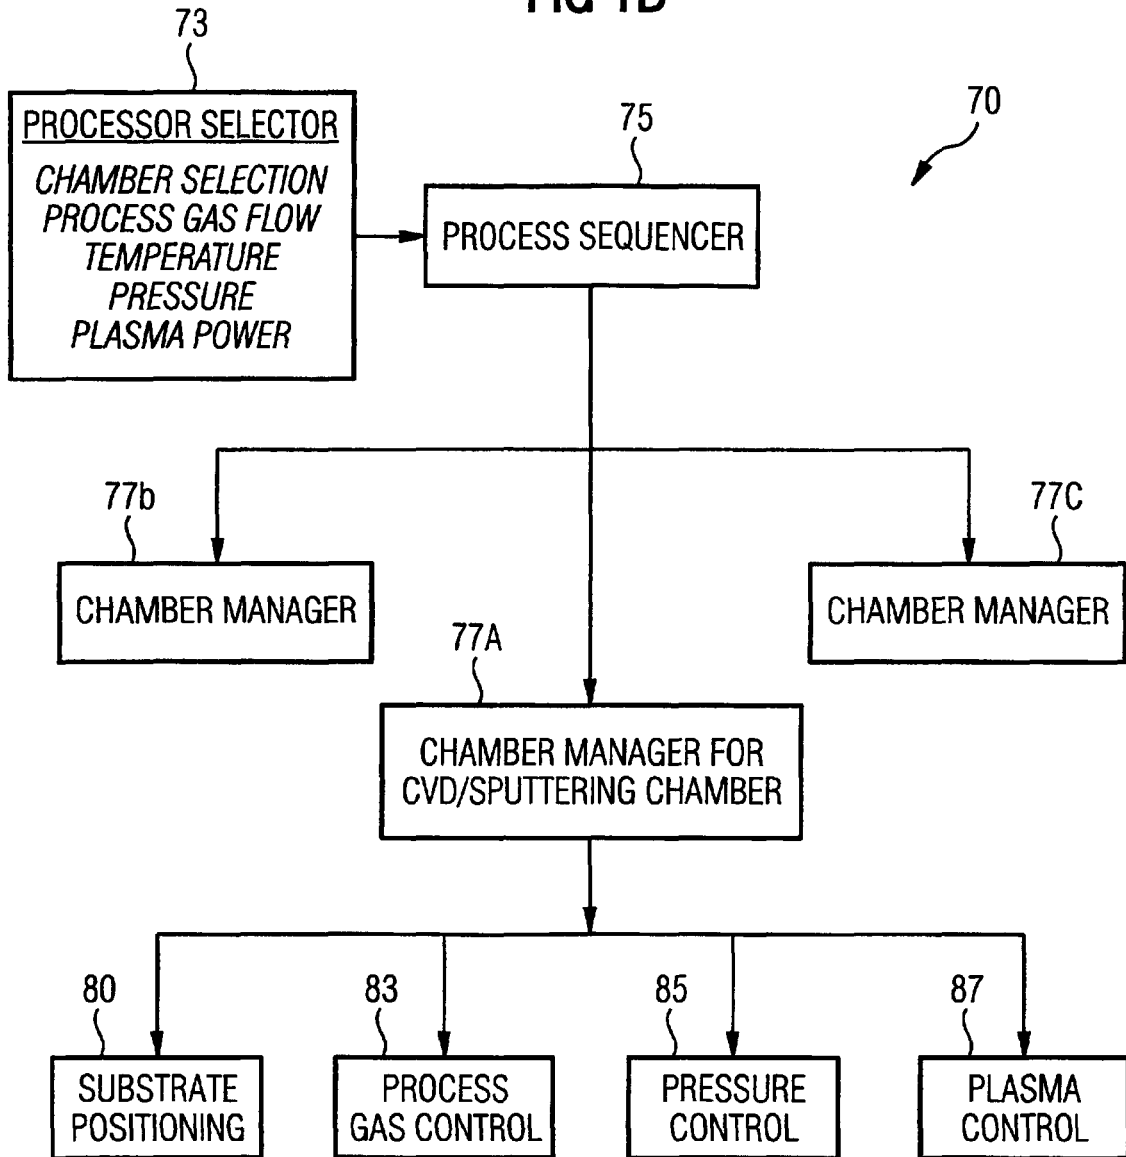 FIG 1D
73
PROCESSOR SELECTOR
CHAMBER SELECTION
PROCESS GAS FLOW
TEMPERATURE
PRESSURE
PLASMA POWER
75
PROCESS SEQUENCER
70
77b
CHAMBER MANAGER
77C
CHAMBER MANAGER
77A
CHAMBER MANAGER FOR
CVD/SPUTTERING CHAMBER
80
SUBSTRATE
POSITIONING
83
PROCESS
GAS CONTROL
85
PRESSURE
CONTROL
87
PLASMA
CONTROL